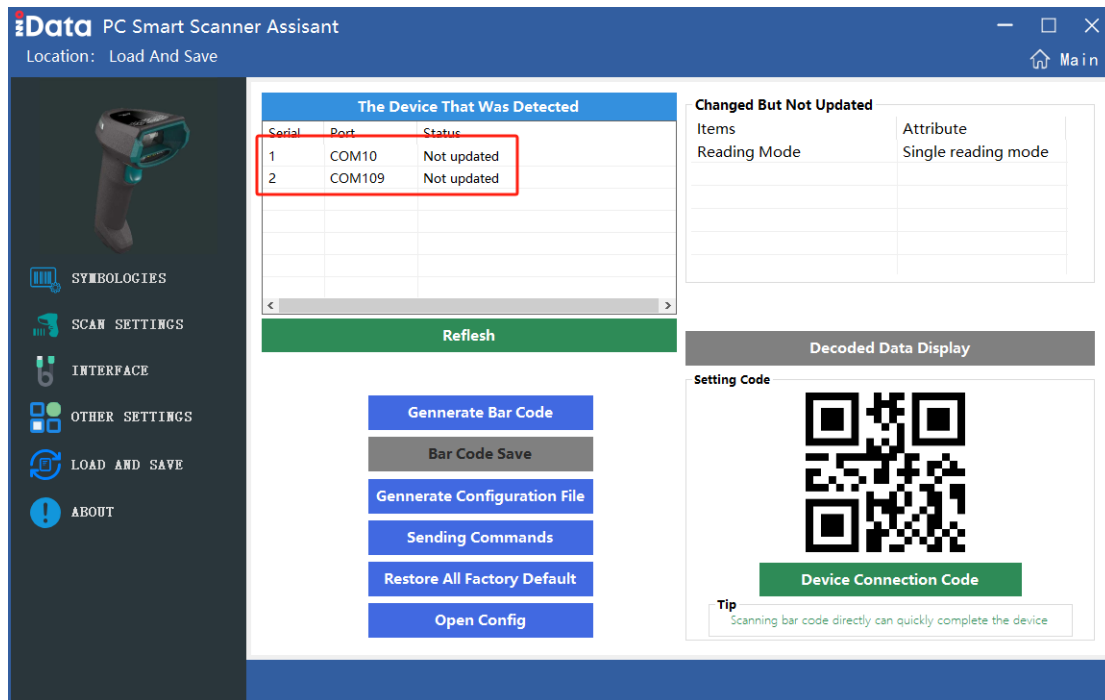 iData PC Smart Scanner Assisant
Location: Load And Save
Main
SYMBOLOGIES
SCAN SETTINGS
INTERFACE
OTHER SETTINGS
LOAD AND SAVE
ABOUT
The Device That Was Detected
Serial Port Status
1 COM10 Not updated
2 COM109 Not updated
Reflesh
Gennerate Bar Code
Bar Code Save
Gennerate Configuration File
Sending Commands
Restore All Factory Default
Open Config
Changed But Not Updated
Items Attribute
Reading Mode Single reading mode
Decoded Data Display
Setting Code
Device Connection Code
Tip
Scanning bar code directly can quickly complete the device